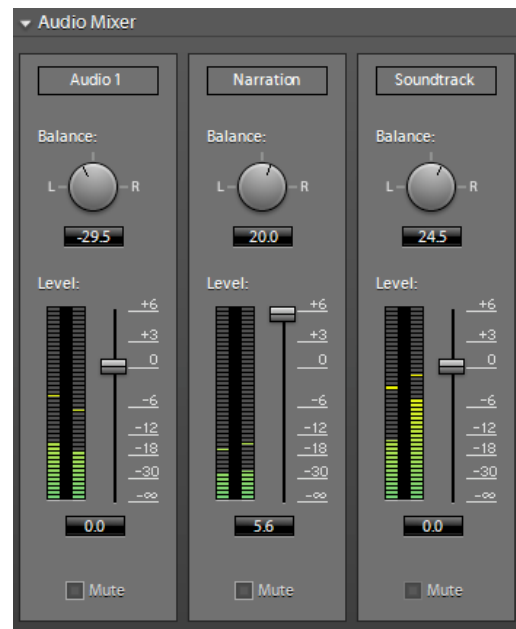 Audio Mixer
Audio 1
Balance:
L R
-29.5
Level:
+6
+3
0
−6
−12
−18
−30
−∞
0.0
Mute
Narration
Balance:
L R
20.0
Level:
+6
+3
0
−6
−12
−18
−30
−∞
5.6
Mute
Soundtrack
Balance:
L R
24.5
Level:
+6
+3
0
−6
−12
−18
−30
−∞
0.0
Mute